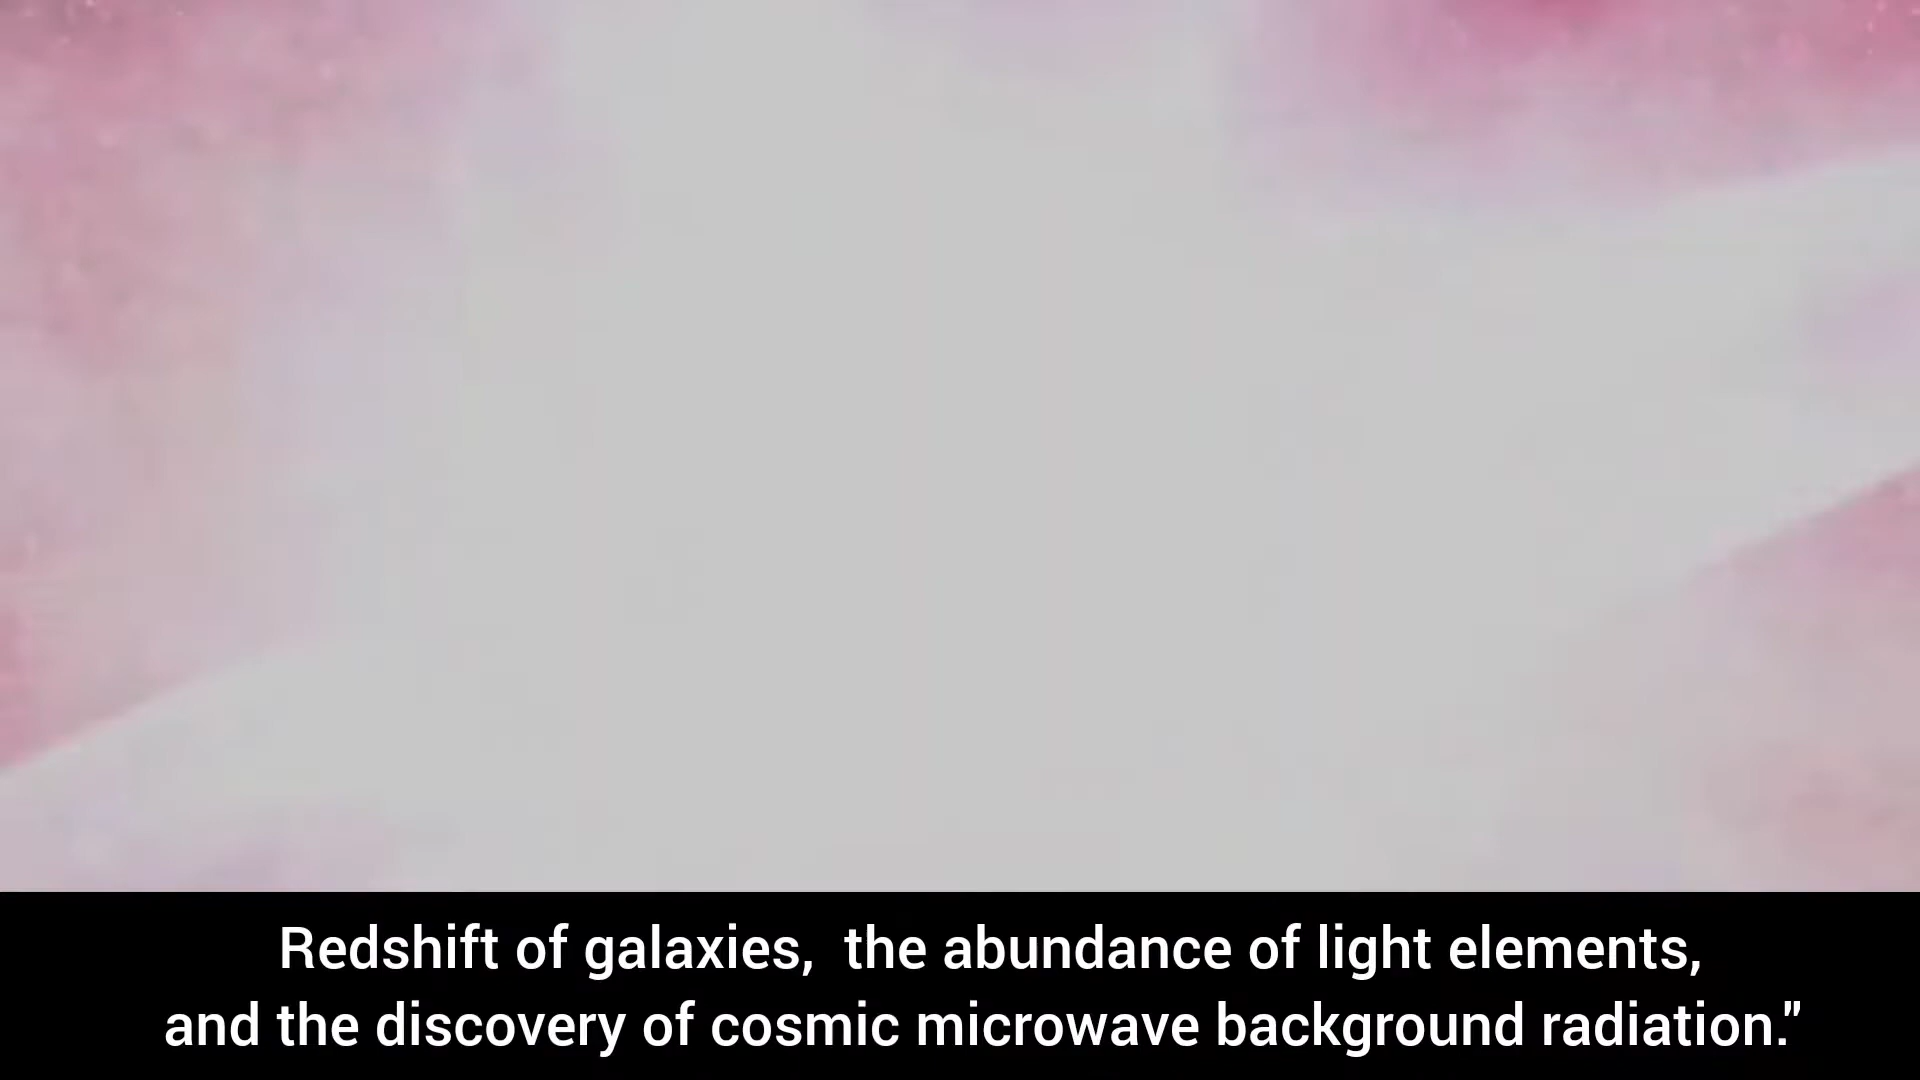 Redshift of galaxies,  the abundance of light elements,
and the discovery of cosmic microwave background radiation."